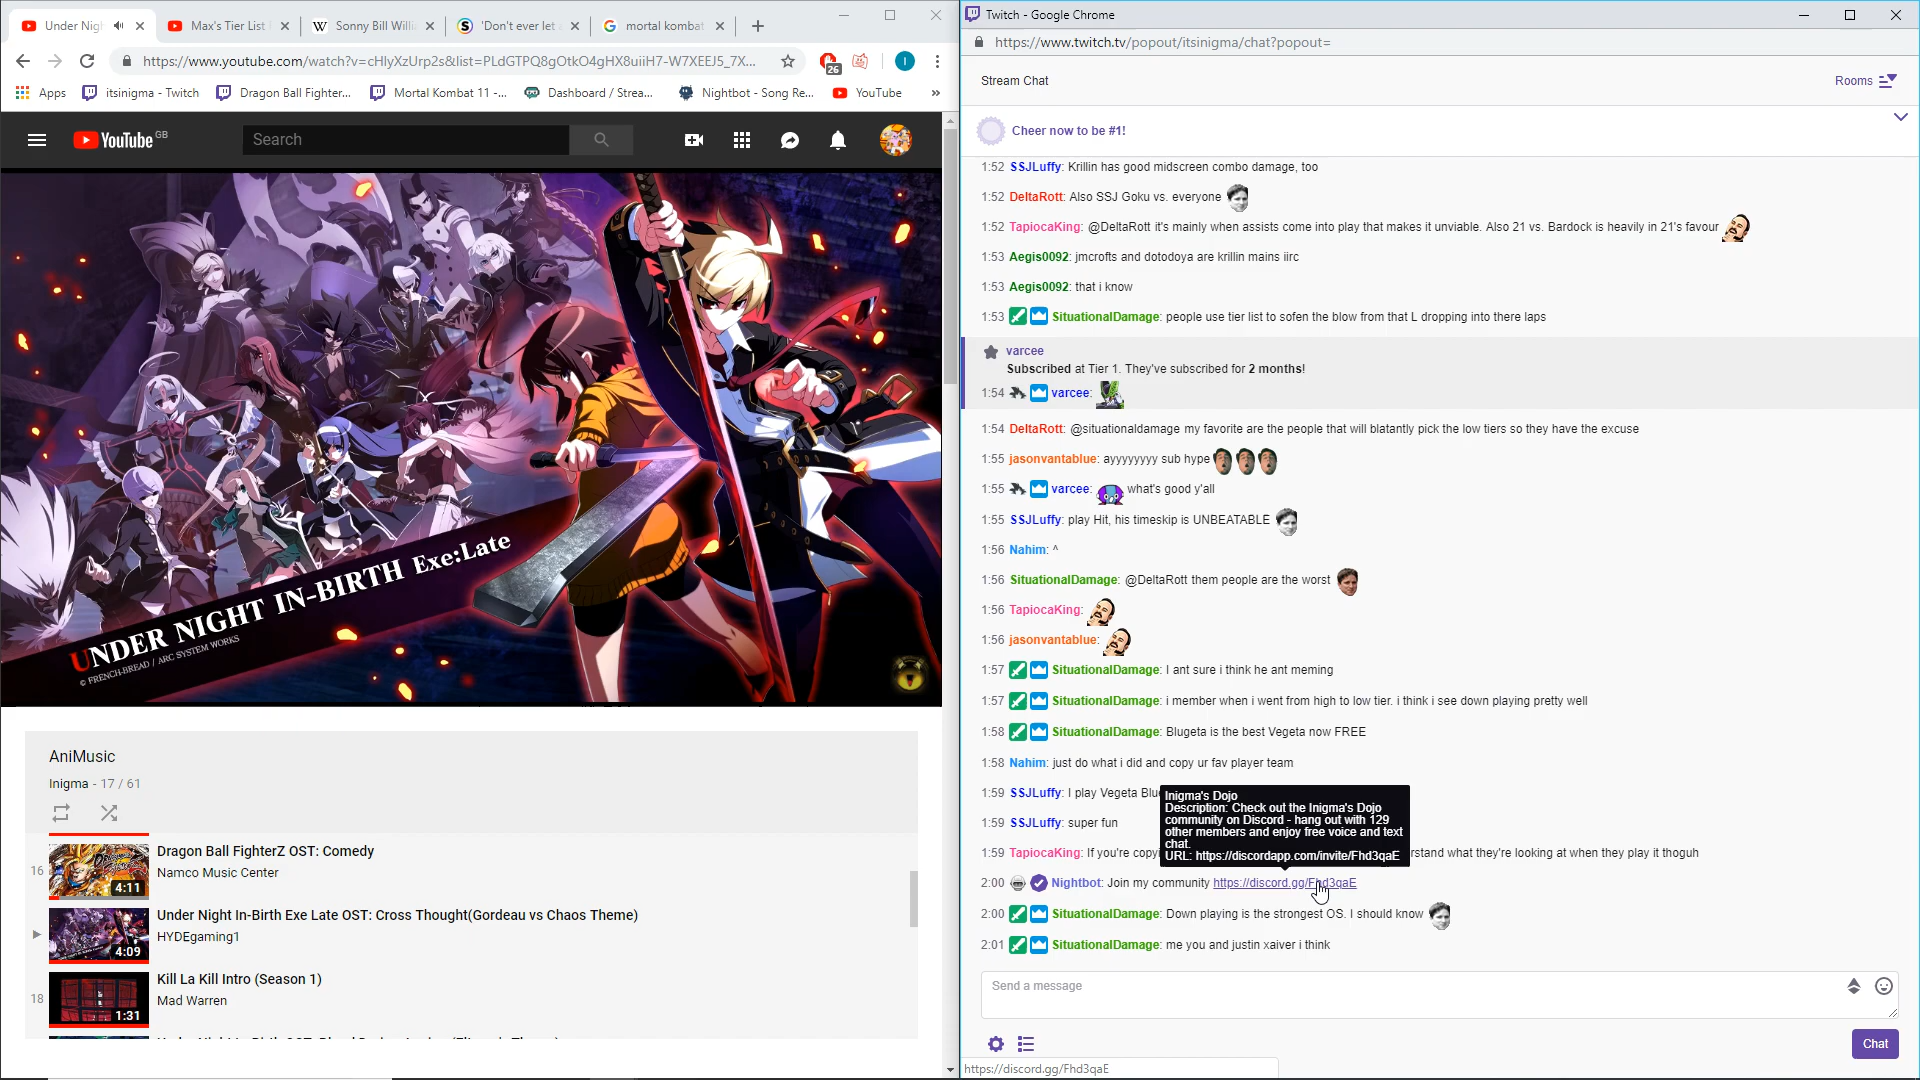 Under Nigh
Max's Tier List
Sonny Bill Willi
'Don't ever let
mortal kombat
https://www.youtube.com/watch?v=cHlyXzUrp2s&list=PLdGTPQ8gOtkO4gHX8uiiH7-W7XEEJ5_7X...
26
I
Apps
itsinigma - Twitch
Dragon Ball Fighter...
Mortal Kombat 11 -...
Dashboard / Strea...
Nightbot - Song Re...
YouTube
»
YouTube GB
Search
UNDER NIGHT IN-BIRTH Exe:Late
© FRENCH-BREAD / ARC SYSTEM WORKS
AniMusic
Inigma - 17 / 61
16
4:11
Dragon Ball FighterZ OST: Comedy
Namco Music Center
4:09
Under Night In-Birth Exe Late OST: Cross Thought(Gordeau vs Chaos Theme)
HYDEgaming1
18
1:31
Kill La Kill Intro (Season 1)
Mad Warren
Twitch - Google Chrome
https://www.twitch.tv/popout/itsinigma/chat?popout=
Stream Chat
Rooms
Cheer now to be #1!
1:52 SSJLuffy: Krillin has good midscreen combo damage, too
1:52 DeltaRott: Also SSJ Goku vs. everyone
1:52 TapiocaKing: @DeltaRott it's mainly when assists come into play that makes it unviable. Also 21 vs. Bardock is heavily in 21's favour
1:53 Aegis0092: jmcrofts and dotodoya are krillin mains iirc
1:53 Aegis0092: that i know
1:53 SituationalDamage: people use tier list to sofen the blow from that L dropping into there laps
varcee
Subscribed at Tier 1. They've subscribed for 2 months!
1:54 varcee:
1:54 DeltaRott: @situationaldamage my favorite are the people that will blatantly pick the low tiers so they have the excuse
1:55 jasonvantablue: ayyyyyyyy sub hype
1:55 varcee: what's good y'all
1:55 SSJLuffy: play Hit, his timeskip is UNBEATABLE
1:56 Nahim: ^
1:56 SituationalDamage: @DeltaRott them people are the worst
1:56 TapiocaKing:
1:56 jasonvantablue:
1:57 SituationalDamage: I ant sure i think he ant meming
1:57 SituationalDamage: i member when i went from high to low tier. i think i see down playing pretty well
1:58 SituationalDamage: Blugeta is the best Vegeta now FREE
1:58 Nahim: just do what i did and copy ur fav player team
1:59 SSJLuffy: I play Vegeta Blu
1:59 SSJLuffy: super fun
Inigma's Dojo
Description: Check out the Inigma's Dojo
community on Discord - hang out with 129
other members and enjoy free voice and text
chat.
URL: https://discordapp.com/invite/Fhd3qaE
1:59 TapiocaKing: If you're copyi rstand what they're looking at when they play it thoguh
2:00 Nightbot: Join my community https://discord.gg/Fhd3qaE
2:00 SituationalDamage: Down playing is the strongest OS. I should know
2:01 SituationalDamage: me you and justin xaiver i think
Send a message
Chat
https://discord.gg/Fhd3qaE